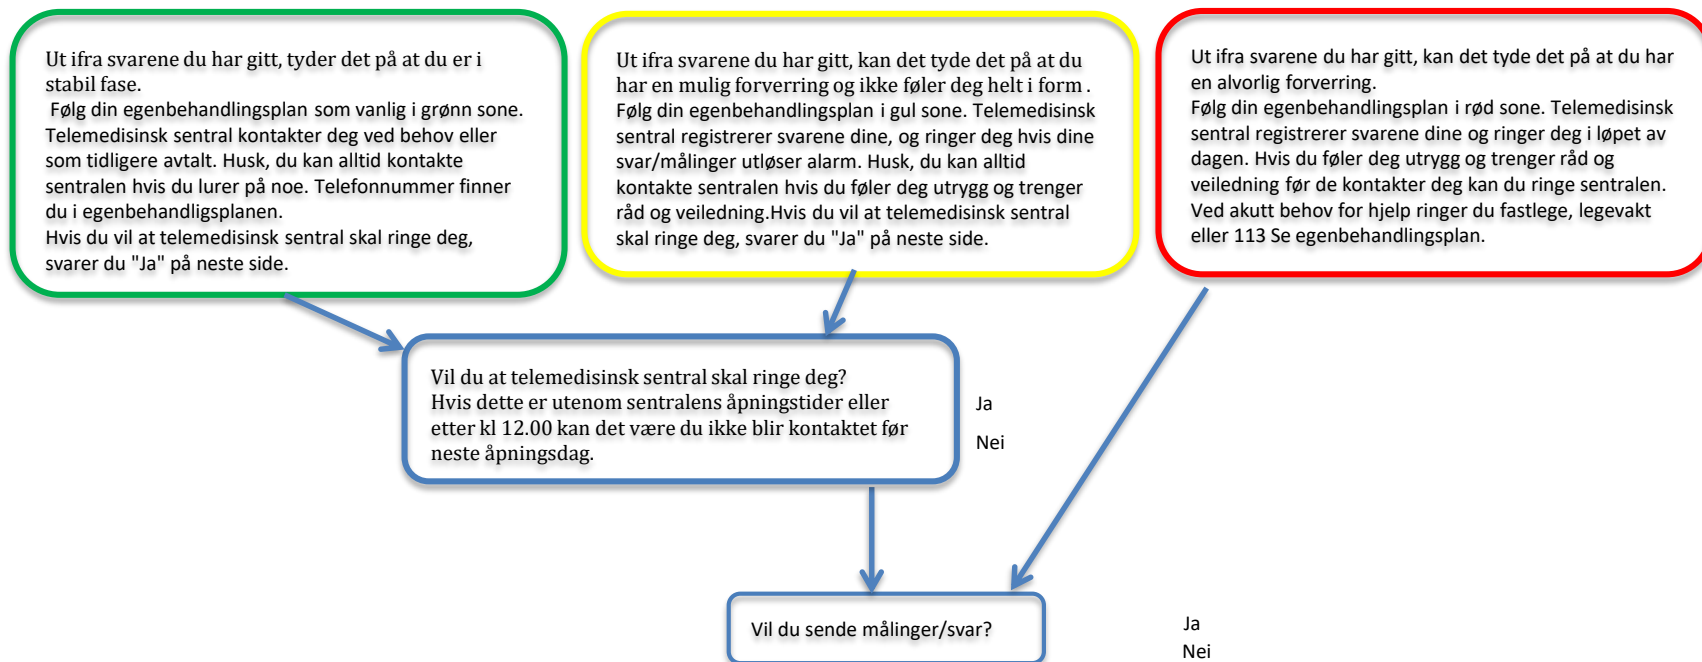 Ut ifra svarene du har gitt, tyder det på at du er i
stabil fase.
Følg din egenbehandlingsplan som vanlig i grønn sone.
Telemedisinsk sentral kontakter deg ved behov eller
som tidligere avtalt. Husk, du kan alltid kontakte
sentralen hvis du lurer på noe. Telefonnummer finner
du i egenbehandligsplanen.
Hvis du vil at telemedisinsk sentral skal ringe deg,
svarer du "Ja" på neste side.
Ut ifra svarene du har gitt, kan det tyde det på at du
har en mulig forverring og ikke føler deg helt i form .
Følg din egenbehandlingsplan i gul sone. Telemedisinsk
sentral registrerer svarene dine, og ringer deg hvis dine
svar/målinger utløser alarm. Husk, du kan alltid
kontakte sentralen hvis du føler deg utrygg og trenger
råd og veiledning.Hvis du vil at telemedisinsk sentral
skal ringe deg, svarer du "Ja" på neste side.
Ut ifra svarene du har gitt, kan det tyde det på at du har
en alvorlig forverring.
Følg din egenbehandlingsplan i rød sone. Telemedisinsk
sentral registrerer svarene dine og ringer deg i løpet av
dagen. Hvis du føler deg utrygg og trenger råd og
veiledning før de kontakter deg kan du ringe sentralen.
Ved akutt behov for hjelp ringer du fastlege, legevakt
eller 113 Se egenbehandlingsplan.
Vil du at telemedisinsk sentral skal ringe deg?
Hvis dette er utenom sentralens åpningstider eller
etter kl 12.00 kan det være du ikke blir kontaktet før
neste åpningsdag.
Ja
Nei
Vil du sende målinger/svar?
Ja
Nei